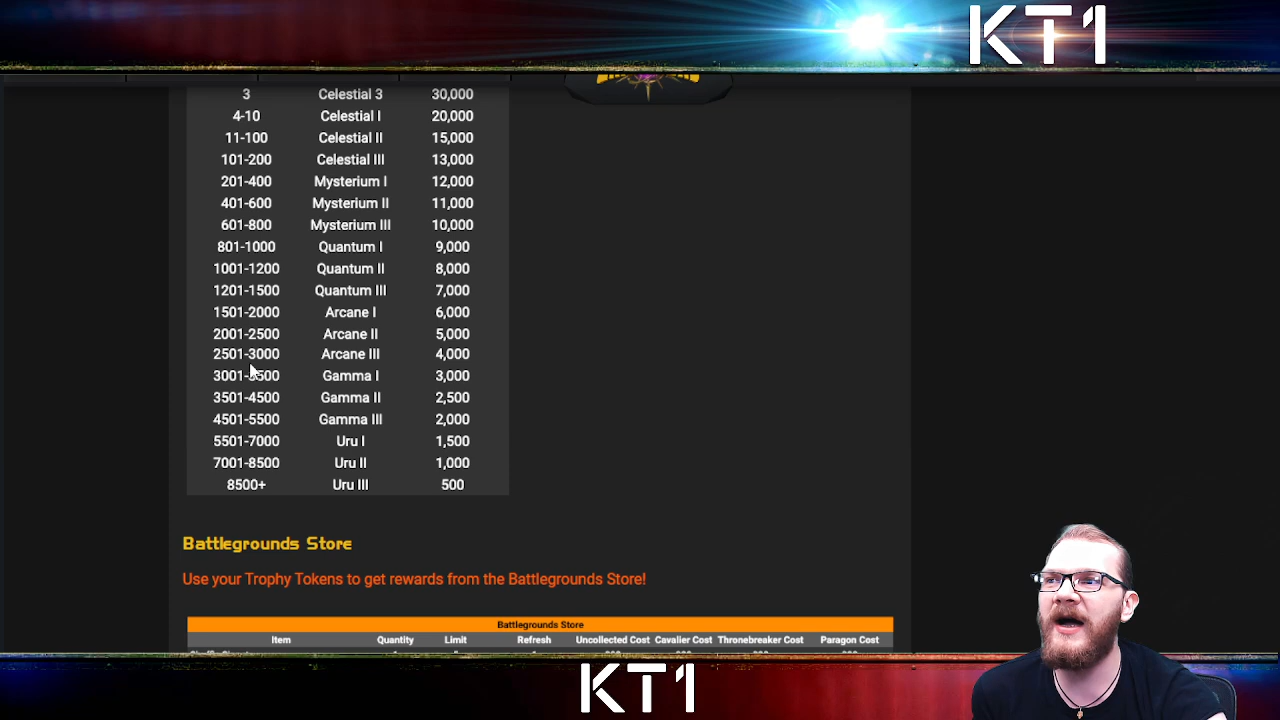 KT1
3 Celestial 3 30,000
4-10 Celestial I 20,000
11-100 Celestial II 15,000
101-200 Celestial III 13,000
201-400 Mysterium I 12,000
401-600 Mysterium II 11,000
601-800 Mysterium III 10,000
801-1000 Quantum I 9,000
1001-1200 Quantum II 8,000
1201-1500 Quantum III 7,000
1501-2000 Arcane I 6,000
2001-2500 Arcane II 5,000
2501-3000 Arcane III 4,000
3001-3500 Gamma I 3,000
3501-4500 Gamma II 2,500
4501-5500 Gamma III 2,000
5501-7000 Uru I 1,500
7001-8500 Uru II 1,000
8500+ Uru III 500
Battlegrounds Store
Use your Trophy Tokens to get rewards from the Battlegrounds Store!
Battlegrounds Store
Item Quantity Limit Refresh Uncollected Cost Cavalier Cost Thronebreaker Cost Paragon Cost
KT1